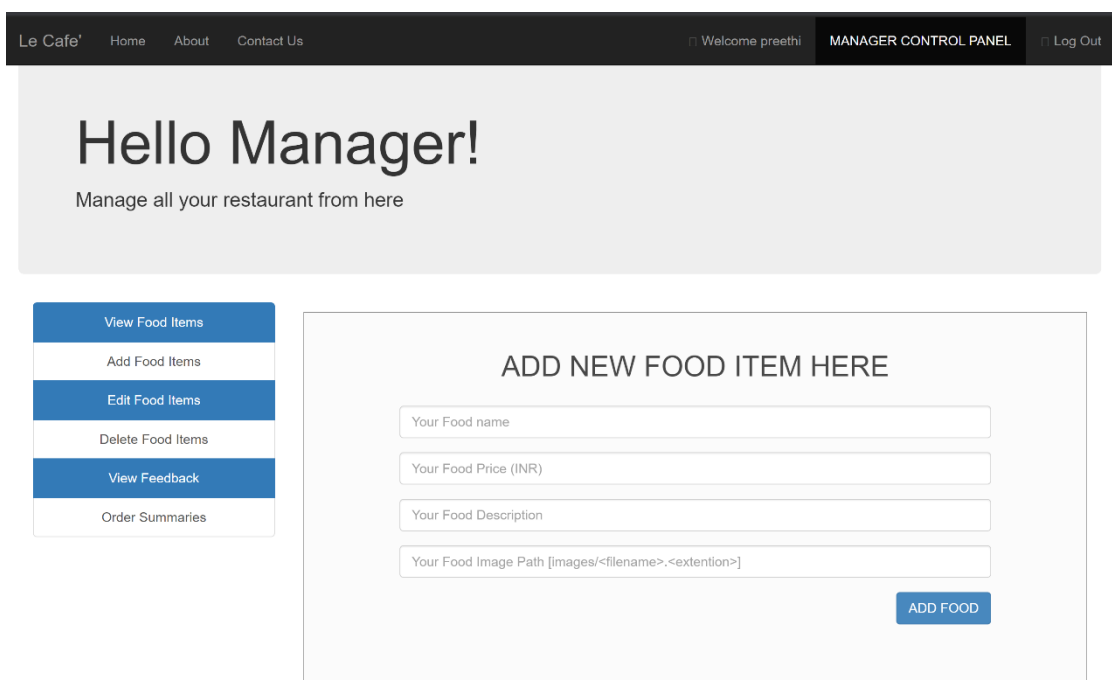 Le Cafe' Home About Contact Us Welcome preethi MANAGER CONTROL PANEL Log Out
Hello Manager!
Manage all your restaurant from here
View Food Items
Add Food Items
Edit Food Items
Delete Food Items
View Feedback
Order Summaries
ADD NEW FOOD ITEM HERE
Your Food name
Your Food Price (INR)
Your Food Description
Your Food Image Path [images/<filename>.<extention>]
ADD FOOD